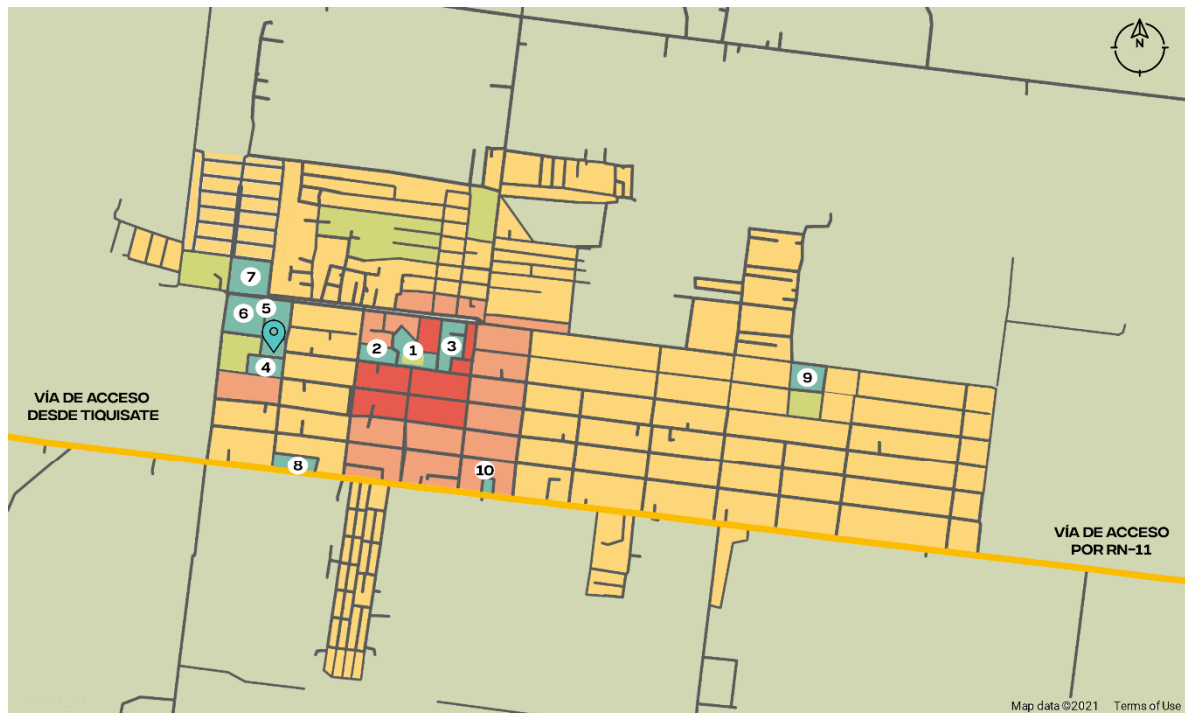 N
7
5
6
2
1
3
4
9
VÍA DE ACCESO
DESDE TIQUISATE
8
10
VÍA DE ACCESO
POR RN-11
Map data ©2021 Terms of Use